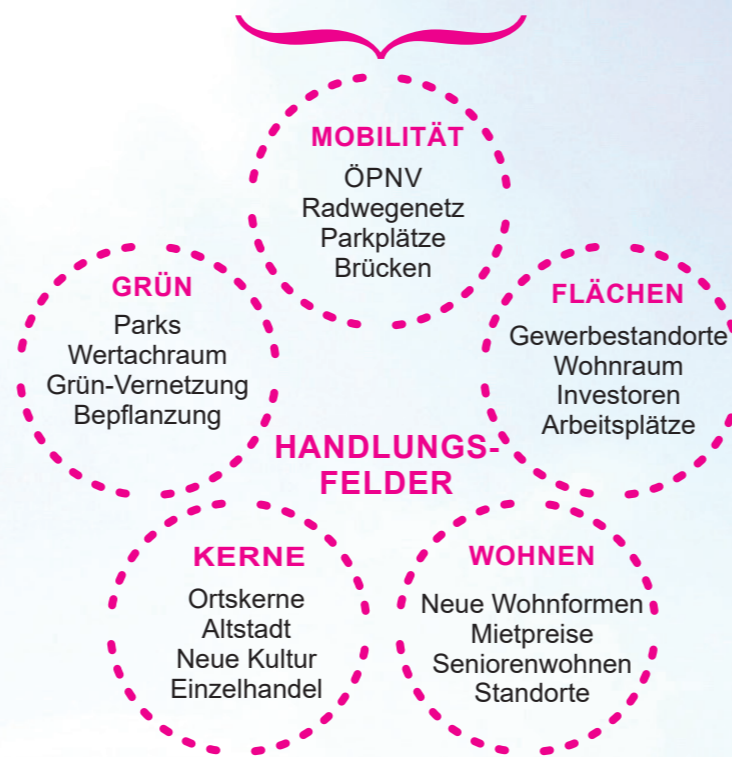 MOBILITÄT
ÖPNV
Radwegenetz
Parkplätze
Brücken
GRÜN
Parks
Wertachraum
Grün-Vernetzung
Bepflanzung
FLÄCHEN
Gewerbestandorte
Wohnraum
Investoren
Arbeitsplätze
HANDLUNGS-
FELDER
KERNE
Ortskerne
Altstadt
Neue Kultur
Einzelhandel
WOHNEN
Neue Wohnformen
Mietpreise
Seniorenwohnen
Standorte